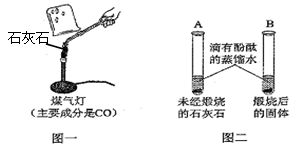 石灰石
煤气灯
(主要成分是CO)
图一
A
B
滴有酚酞
的蒸馏水
未经煅烧
的石灰石
煅烧后
的固体
图二